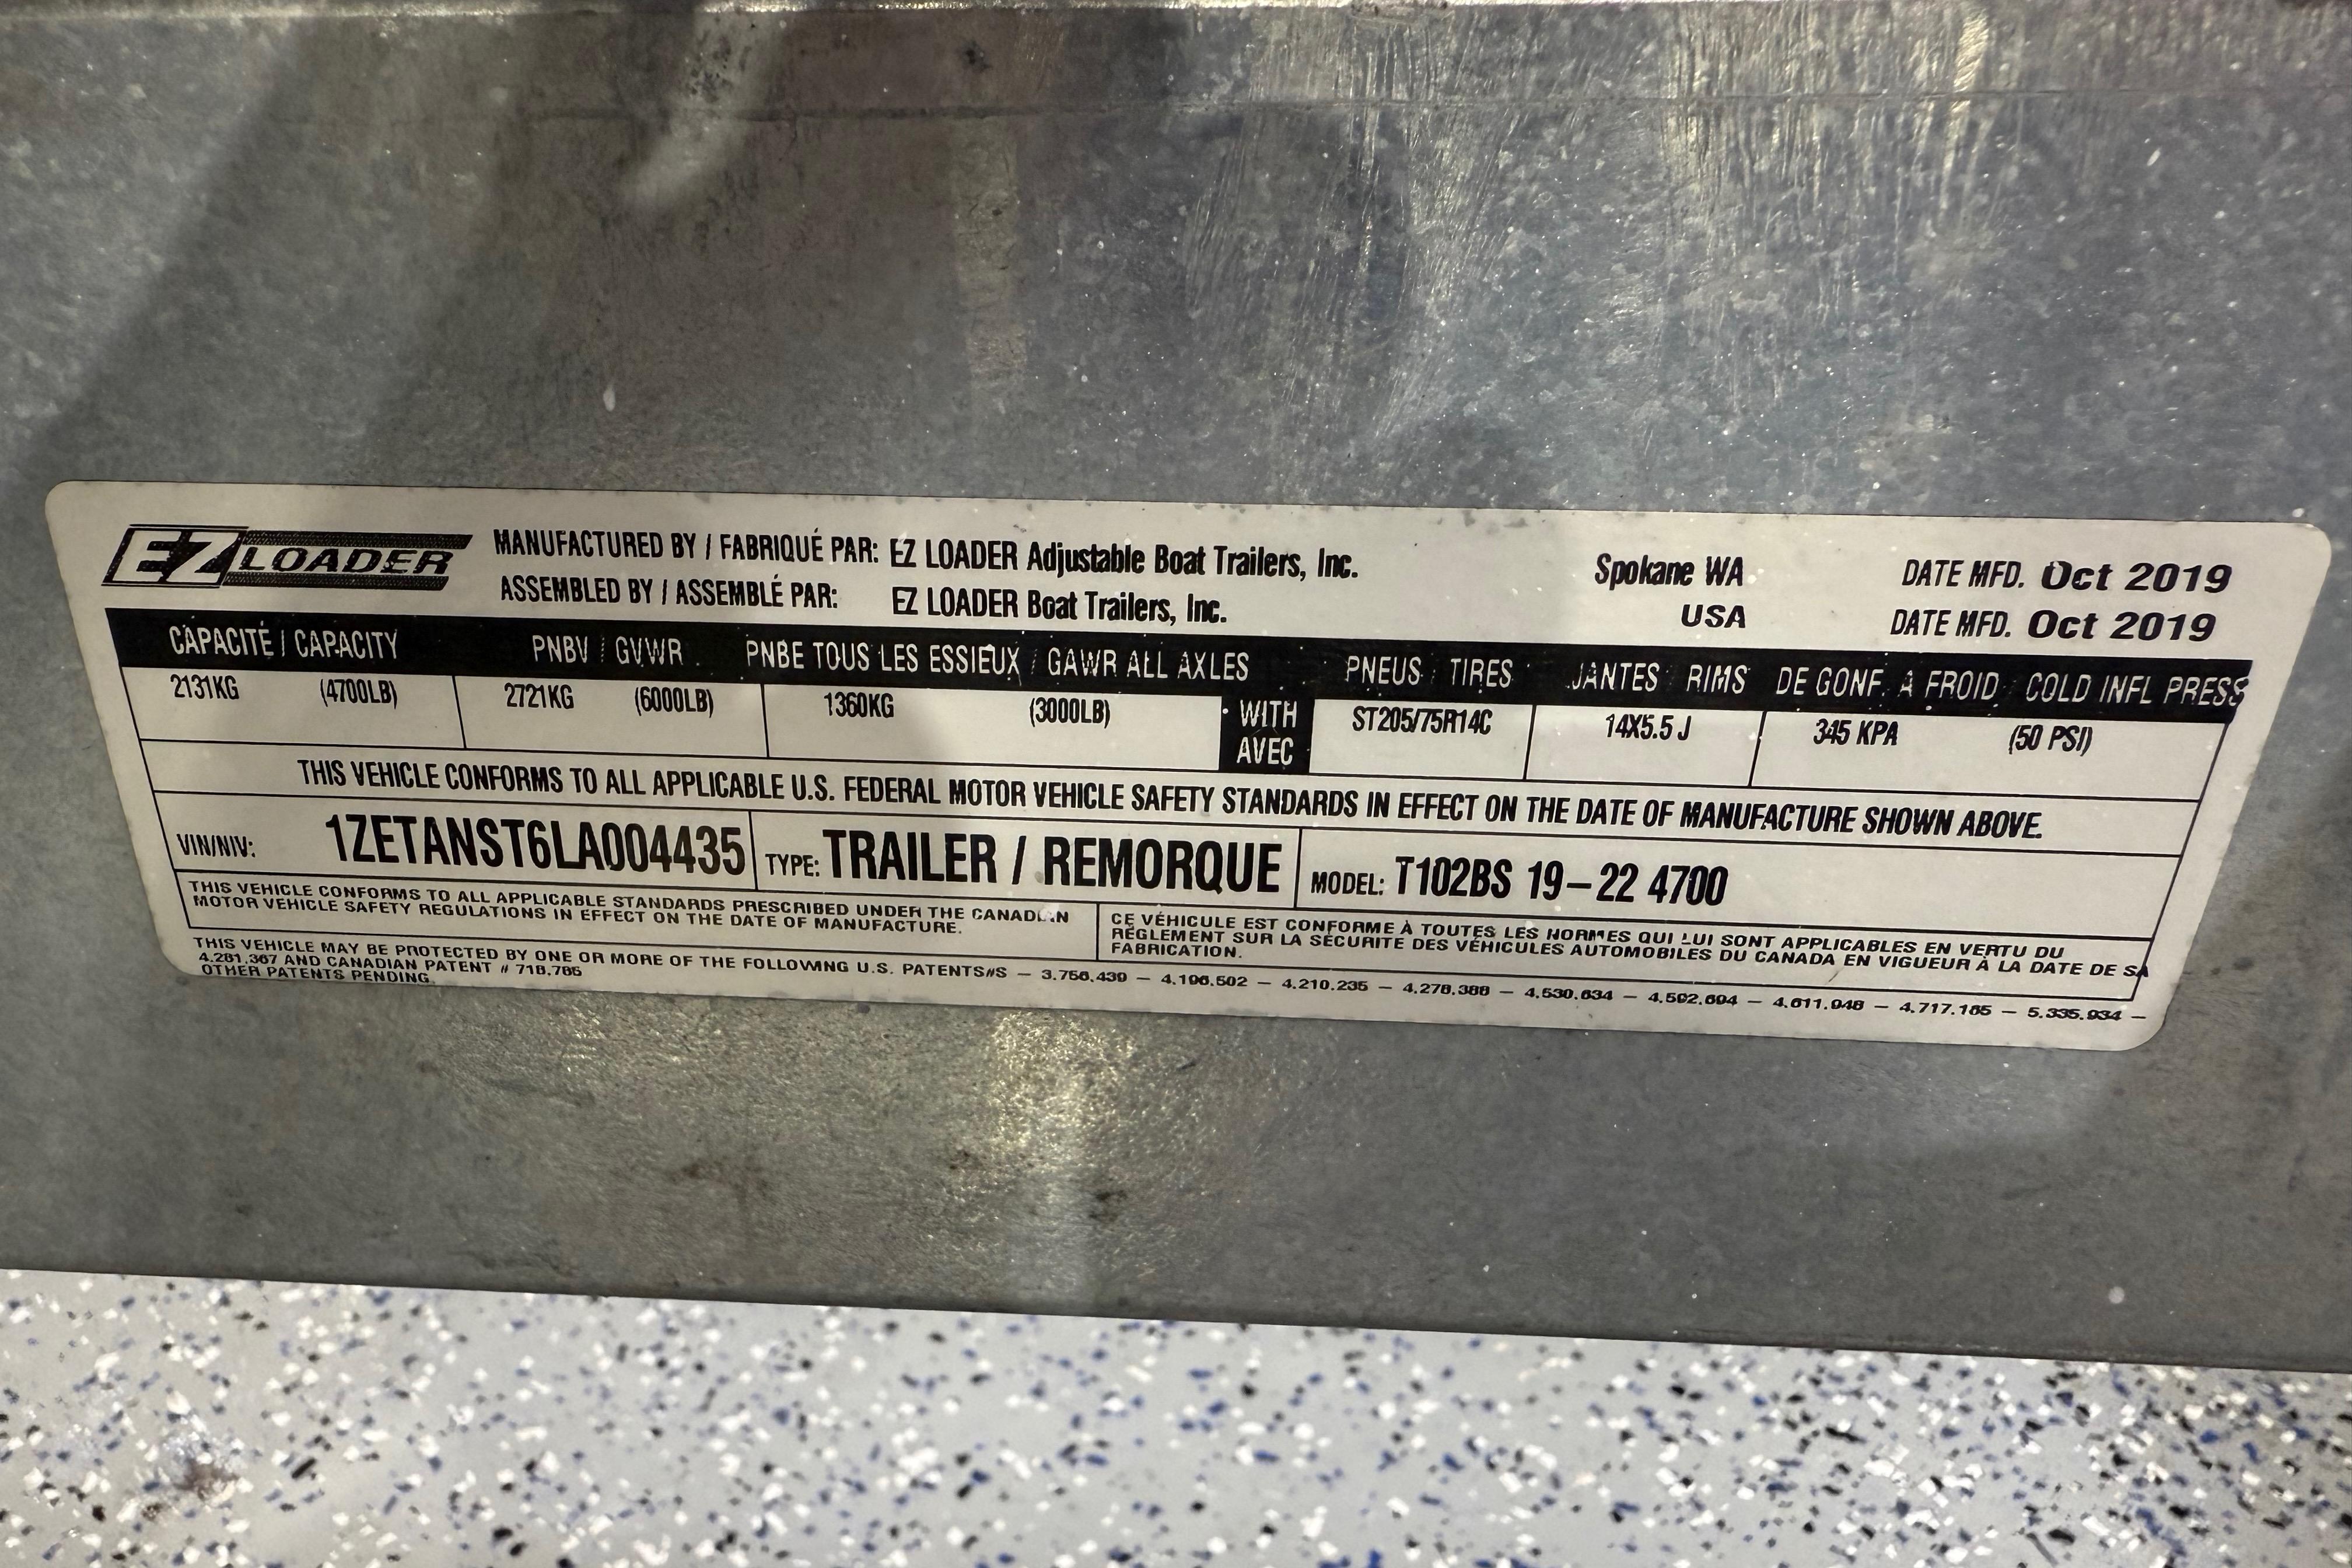 EZ LOADER MANUFACTURED BY / FABRIQUÉ PAR: EZ LOADER Adjustable Boat Trailers, Inc. Spokane WA DATE MFD. Oct 2019
ASSEMBLED BY / ASSEMBLÉ PAR: EZ LOADER Boat Trailers, Inc. USA DATE MFD. Oct 2019
CAPACITÉ / CAPACITY PNBV / GVWR PNBE TOUS LES ESSIEUX / GAWR ALL AXLES PNEUS / TIRES JANTES / RIMS DE GONF. A FROID / COLD INFL PRESS
2131KG (4700LB) 2721KG (6000LB) 1360KG (3000LB) WITH ST205/75R14C 14X5.5 J 345 KPA (50 PSI)
AVEC
THIS VEHICLE CONFORMS TO ALL APPLICABLE U.S. FEDERAL MOTOR VEHICLE SAFETY STANDARDS IN EFFECT ON THE DATE OF MANUFACTURE SHOWN ABOVE.
VIN/NIV: 1ZETANST6LA004435 TYPE: TRAILER / REMORQUE MODEL: T102BS 19-22 4700
THIS VEHICLE CONFORMS TO ALL APPLICABLE STANDARDS PRESCRIBED UNDER THE CANADIAN
MOTOR VEHICLE SAFETY REGULATIONS IN EFFECT ON THE DATE OF MANUFACTURE.
CE VÉHICULE EST CONFORME À TOUTES LES NORMES QUI LUI SONT APPLICABLES EN VERTU DU
RÉGLEMENT SUR LA SÉCURITE DES VÉHICULES AUTOMOBILES DU CANADA EN VIGUEUR À LA DATE DE SA
FABRICATION.
THIS VEHICLE MAY BE PROTECTED BY ONE OR MORE OF THE FOLLOWING U.S. PATENTS#S — 3.756.439 — 4.196.502 — 4.210.235 — 4.278.388 — 4.530.634 — 4.592.694 — 4.611.948 — 4.717.165 — 5.335.934 —
4.281,367 AND CANADIAN PATENT # 718,765
OTHER PATENTS PENDING.